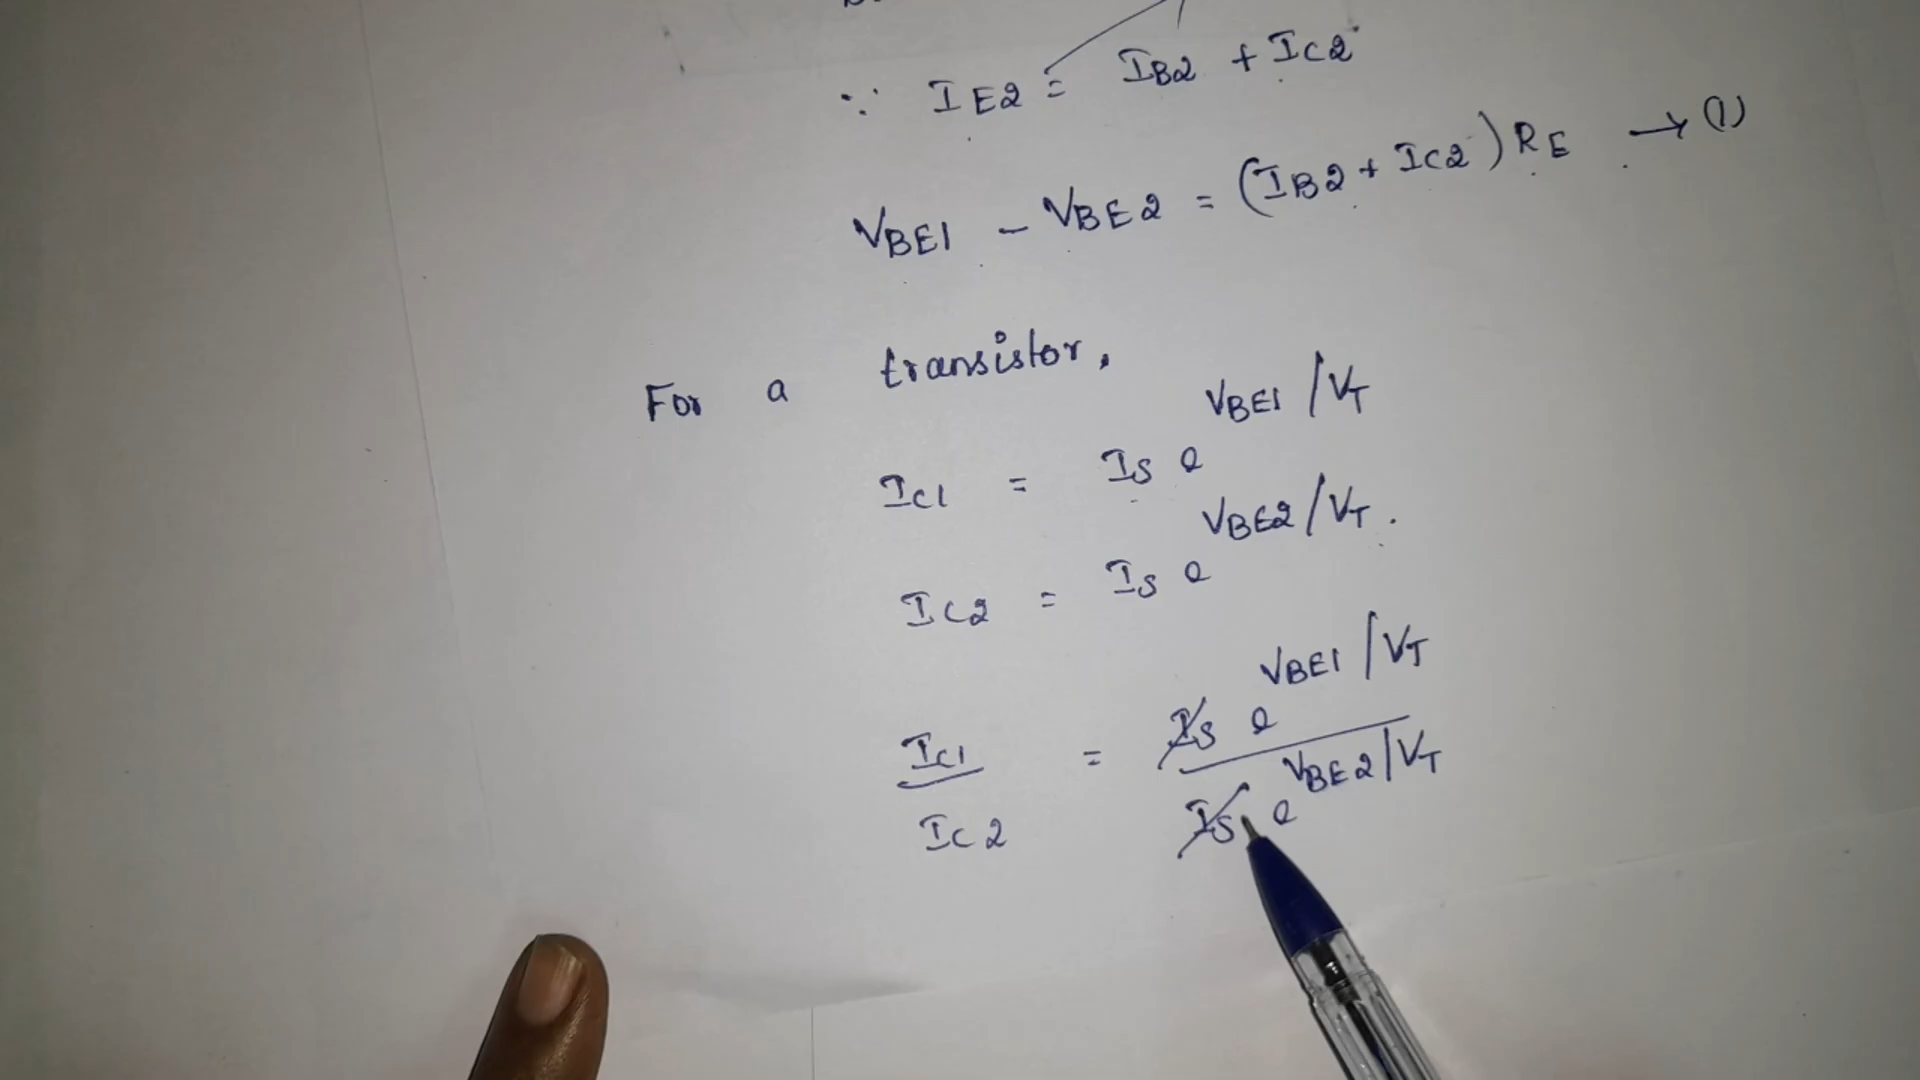 ∵ IE2 = IB2 + IC2
VBE1 - VBE2 = (IB2 + IC2) RE → (1)
For a transistor,
IC1 = IS e^VBE1/VT
IC2 = IS e^VBE2/VT.
IC1/IC2 = IS e^VBE1/VT / IS e^VBE2/VT